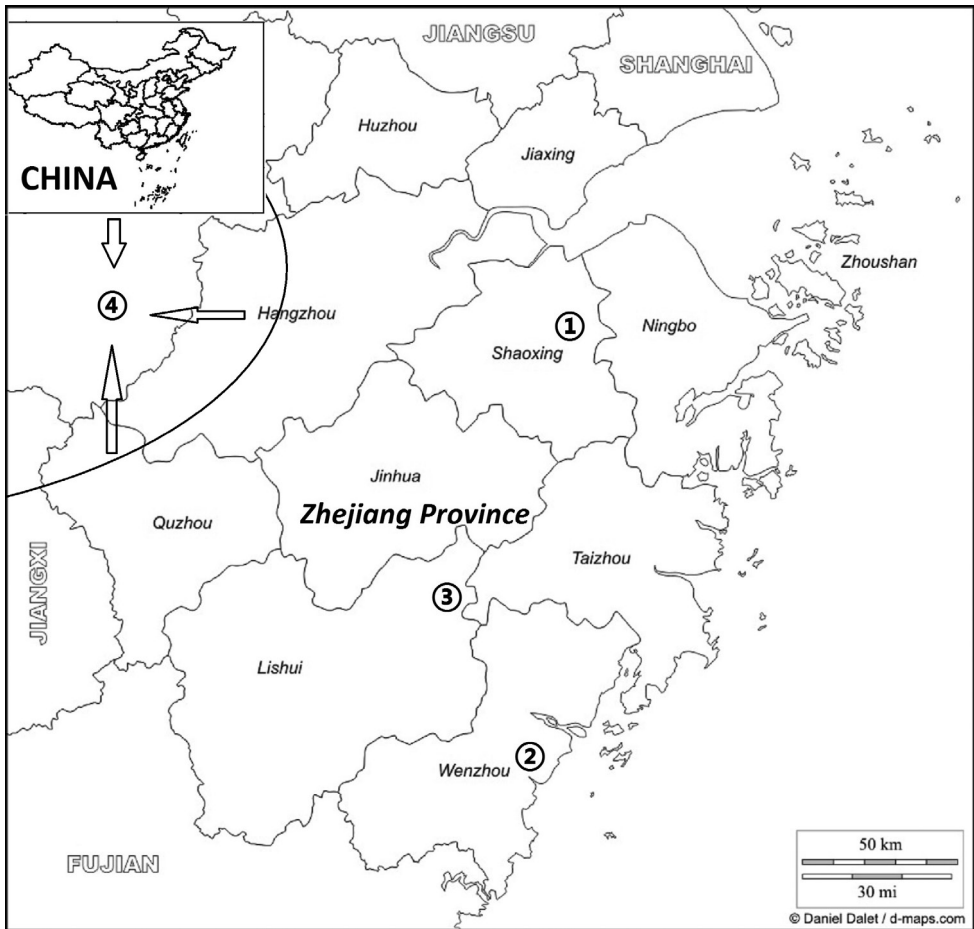 JIANGSU
SHANGHAI
Huzhou
Jiaxing
CHINA
Zhoushan
④
Hangzhou
①
Ningbo
Shaoxing
Jinhua
Zhejiang Province
Quzhou
Taizhou
JIANGXI
③
Lishui
②
Wenzhou
FUJIAN
50 km
30 mi
© Daniel Dalet / d-maps.com